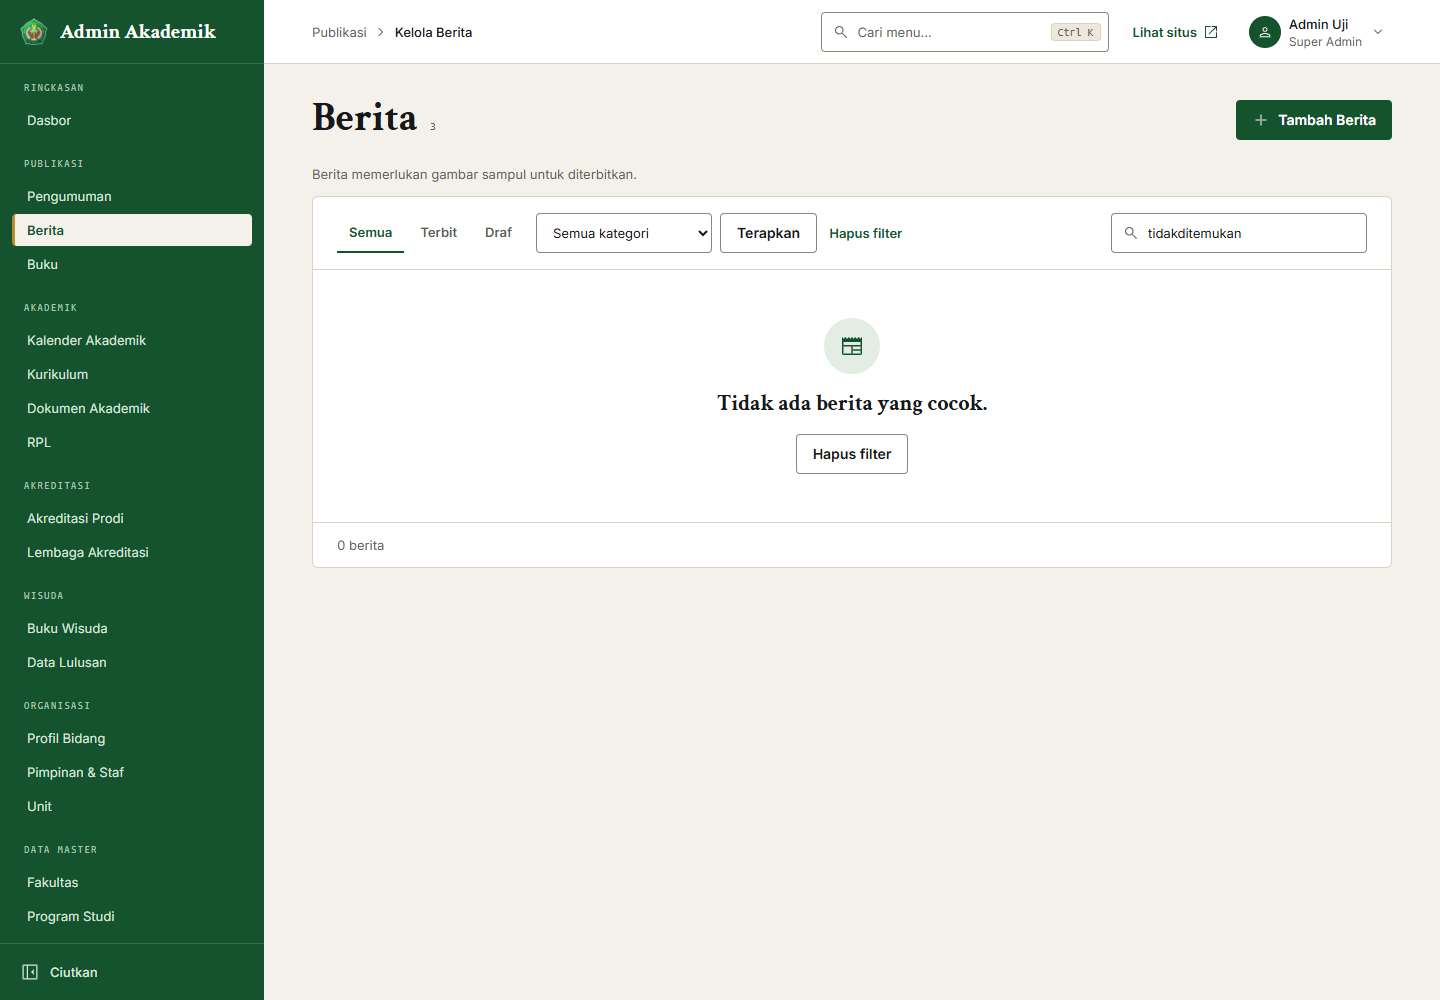 Admin Akademik
RINGKASAN
Dasbor
PUBLIKASI
Pengumuman
Berita
Buku
AKADEMIK
Kalender Akademik
Kurikulum
Dokumen Akademik
RPL
AKREDITASI
Akreditasi Prodi
Lembaga Akreditasi
WISUDA
Buku Wisuda
Data Lulusan
ORGANISASI
Profil Bidang
Pimpinan & Staf
Unit
DATA MASTER
Fakultas
Program Studi
Ciutkan
Publikasi > Kelola Berita
Cari menu... Ctrl K
Lihat situs
Admin Uji
Super Admin
Berita 3
Tambah Berita
Berita memerlukan gambar sampul untuk diterbitkan.
Semua Terbit Draf Semua kategori Terapkan Hapus filter tidakditemukan
Tidak ada berita yang cocok.
Hapus filter
0 berita